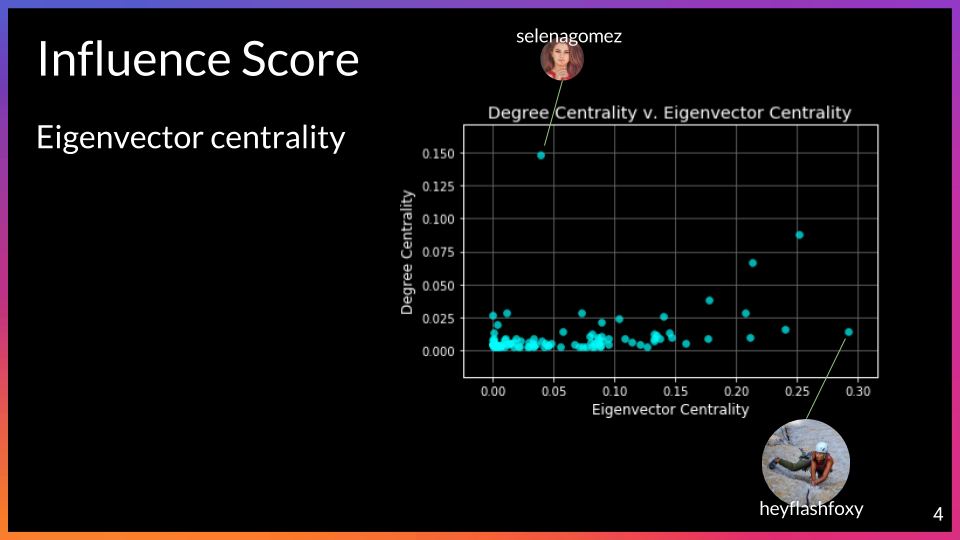 Influence Score
Eigenvector centrality
selenagomez
Degree Centrality v. Eigenvector Centrality
Degree Centrality
0.150
0.125
0.100
0.075
0.050
0.025
0.000
0.00 0.05 0.10 0.15 0.20 0.25 0.30
Eigenvector Centrality
heyflashfoxy
4